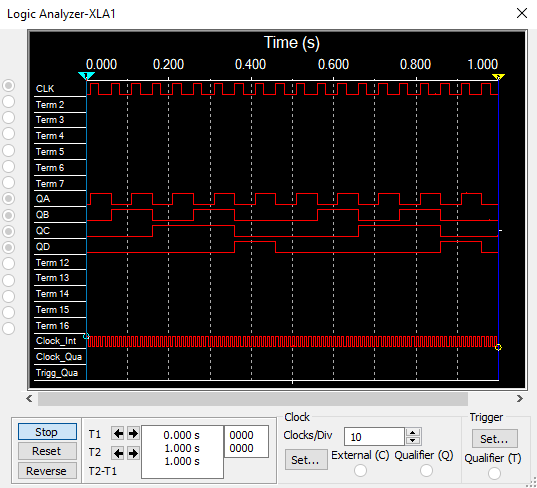 Logic Analyzer-XLA1
Time (s)
0.000 0.200 0.400 0.600 0.800 1.000
1 2
CLK
Term 2
Term 3
Term 4
Term 5
Term 6
Term 7
QA
QB
QC
QD
Term 12
Term 13
Term 14
Term 15
Term 16
Clock_Int
Clock_Qua
Trigg_Qua
Stop
Reset
Reverse
T1 0.000 s 0000
T2 1.000 s 0000
T2-T1 1.000 s
Clock
Clocks/Div 10
Set... External (C) Qualifier (Q)
Trigger
Set...
Qualifier (T)